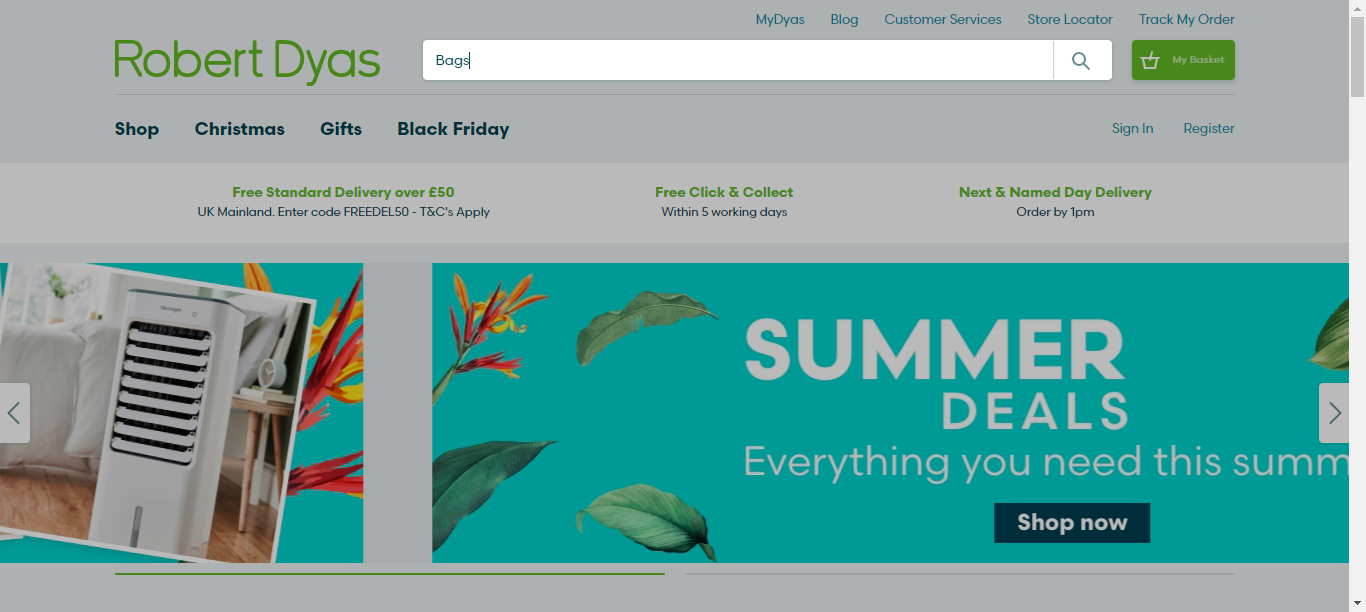 MyDyas Blog Customer Services Store Locator Track My Order
Robert Dyas
Bags
My Basket
Shop Christmas Gifts Black Friday
Sign In Register
Free Standard Delivery over £50
UK Mainland. Enter code FREEDEL50 - T&C's Apply
Free Click & Collect
Within 5 working days
Next & Named Day Delivery
Order by 1pm
SUMMER
DEALS
Everything you need this summ
Shop now